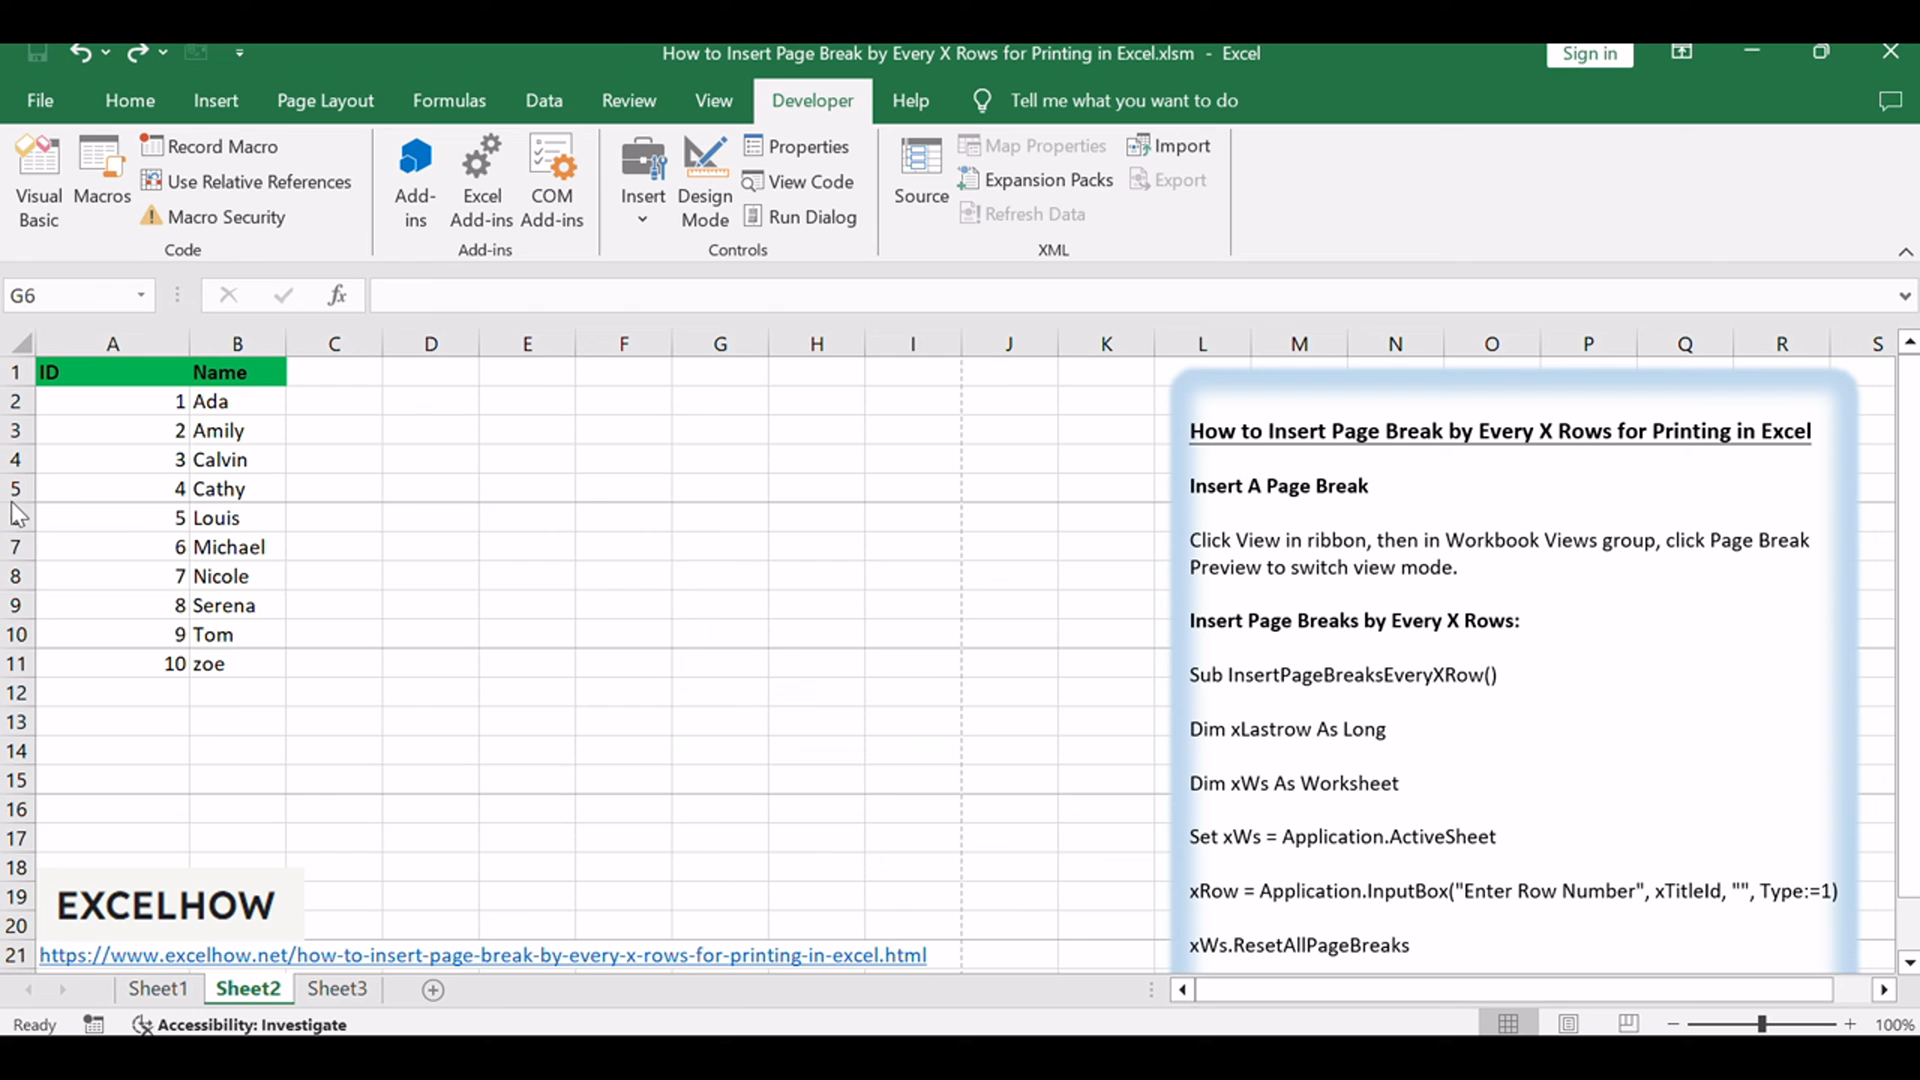 How to Insert Page Break by Every X Rows for Printing in Excel.xlsm - Excel
Sign in
File Home Insert Page Layout Formulas Data Review View Developer Help Tell me what you want to do
Visual Basic
Macros
Record Macro
Use Relative References
Macro Security
Code
Add-ins
Excel Add-ins
COM Add-ins
Add-ins
Insert
Design Mode
Properties
View Code
Run Dialog
Controls
Source
Map Properties
Expansion Packs
Refresh Data
Import
Export
XML
G6
fx
A B C D E F G H I J K L M N O P Q R S
1 ID Name
2 1 Ada
3 2 Amily
4 3 Calvin
5 4 Cathy
5 Louis
7 6 Michael
8 7 Nicole
9 8 Serena
10 9 Tom
11 10 zoe
12
13
14
15
16
17
18
19
20
21 https://www.excelhow.net/how-to-insert-page-break-by-every-x-rows-for-printing-in-excel.html
EXCELHOW
How to Insert Page Break by Every X Rows for Printing in Excel
Insert A Page Break
Click View in ribbon, then in Workbook Views group, click Page Break
Preview to switch view mode.
Insert Page Breaks by Every X Rows:
Sub InsertPageBreaksEveryXRow()
Dim xLastrow As Long
Dim xWs As Worksheet
Set xWs = Application.ActiveSheet
xRow = Application.InputBox("Enter Row Number", xTitleId, "", Type:=1)
xWs.ResetAllPageBreaks
Sheet1 Sheet2 Sheet3
Ready Accessibility: Investigate 100%